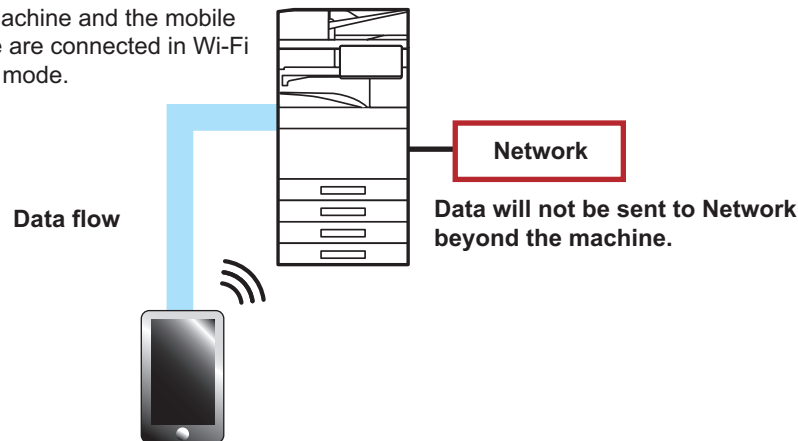 achine and the mobile
e are connected in Wi-Fi
mode.
Network
Data flow
Data will not be sent to Network
beyond the machine.